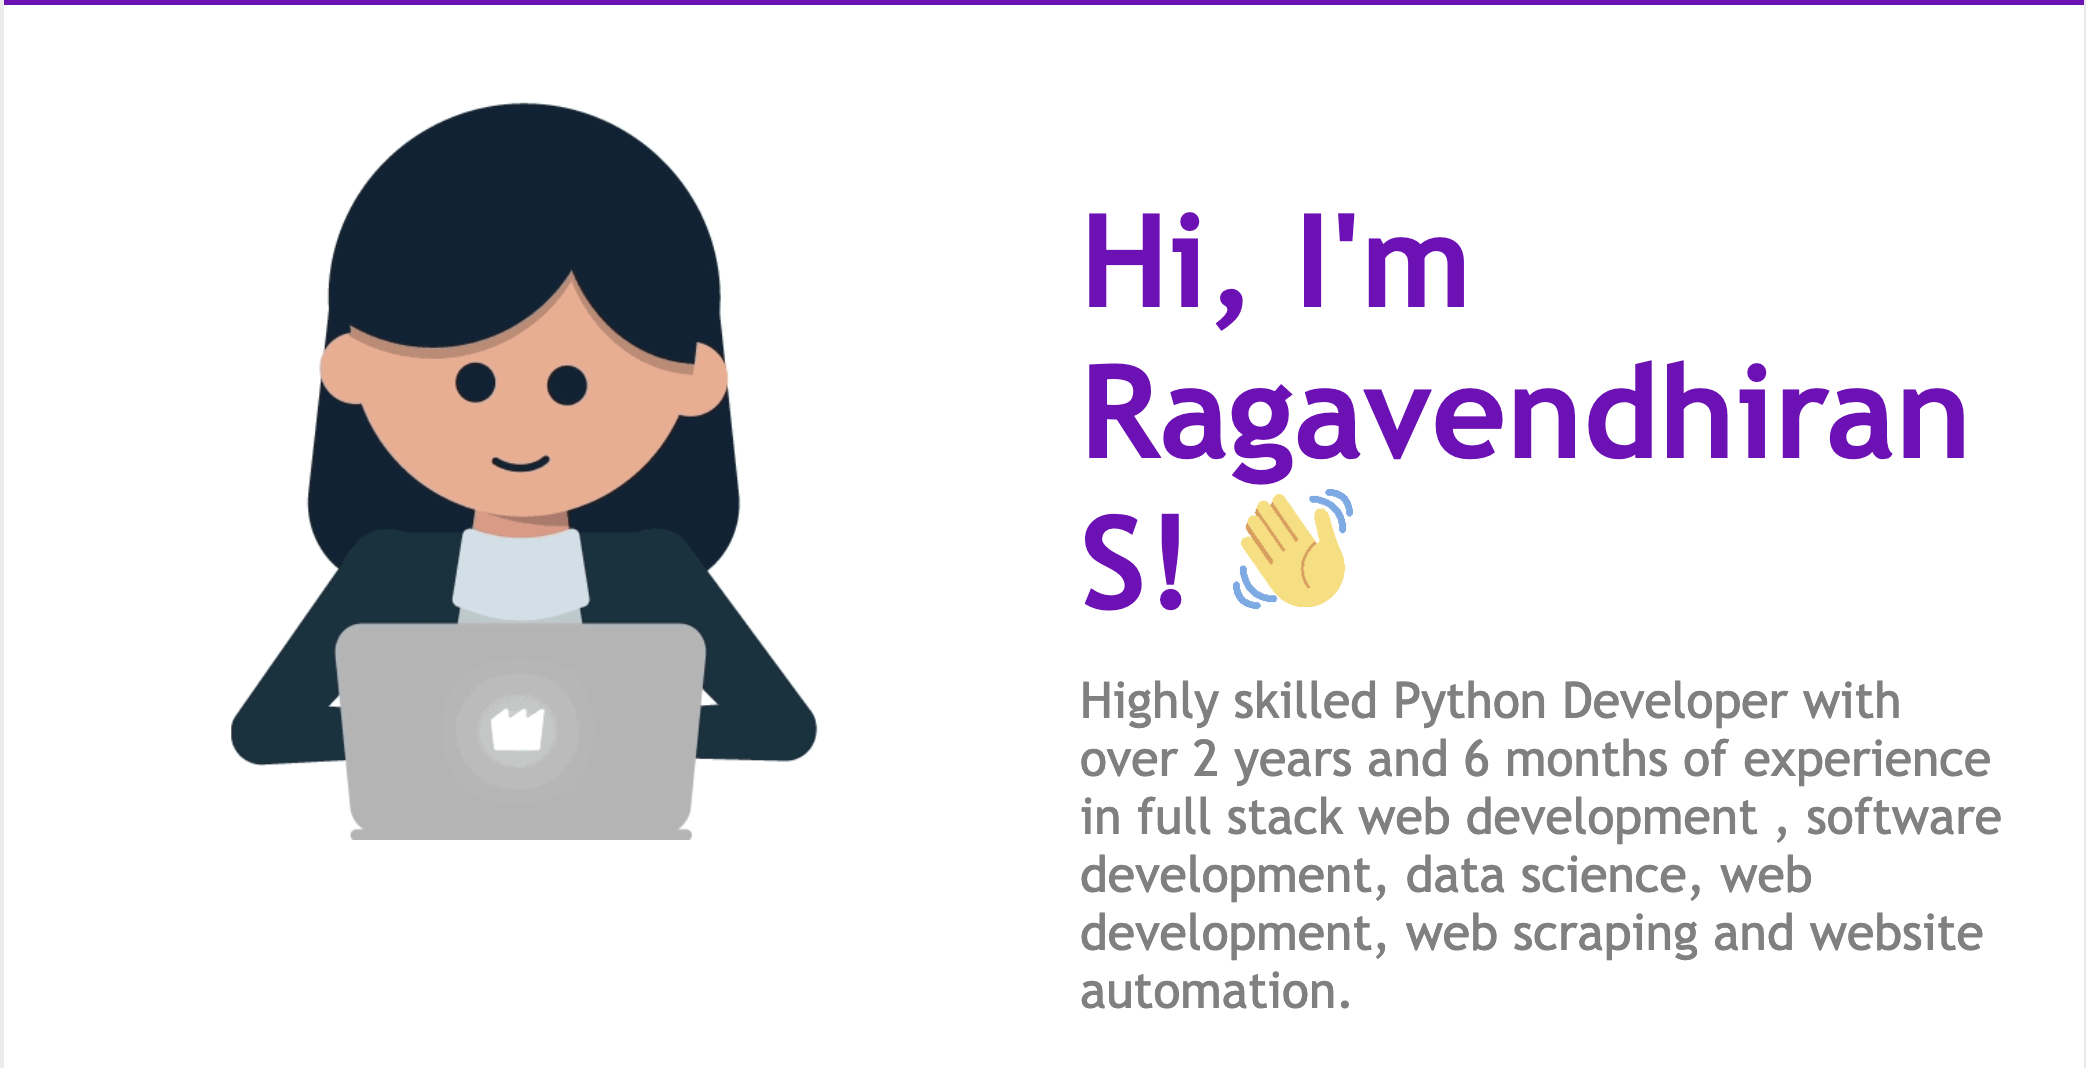 Hi, I'm
Ragavendhiran
S! 👋
Highly skilled Python Developer with
over 2 years and 6 months of experience
in full stack web development , software
development, data science, web
development, web scraping and website
automation.